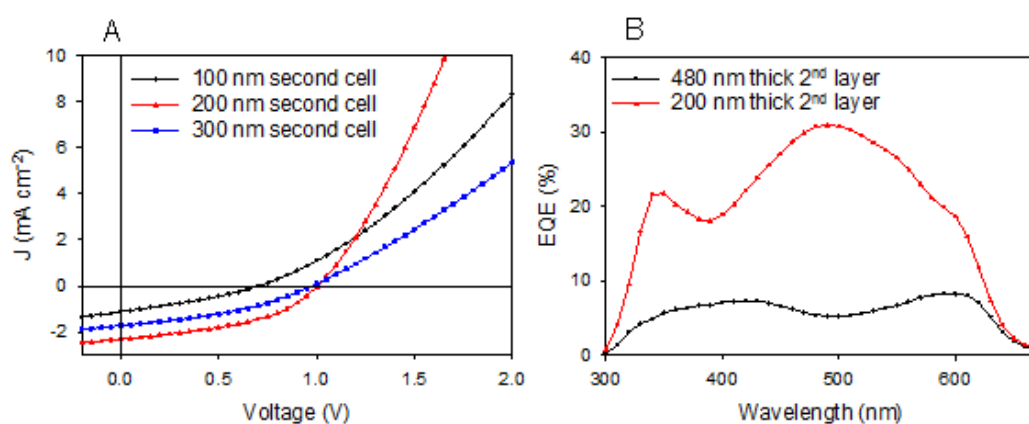 A
10
8
6
4
2
0
-2
J (mA cm⁻²)
100 nm second cell
200 nm second cell
300 nm second cell
0.0 0.5 1.0 1.5 2.0
Voltage (V)
B
40
30
20
10
0
EQE (%)
480 nm thick 2ⁿᵈ layer
200 nm thick 2ⁿᵈ layer
300 400 500 600
Wavelength (nm)